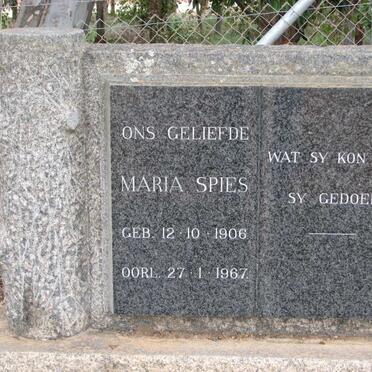 ONS GELIEFDE
MARIA SPIES
GEB. 12·10·1906
OORL. 27·1·1967.
WAT SY KON
SY GEDOE